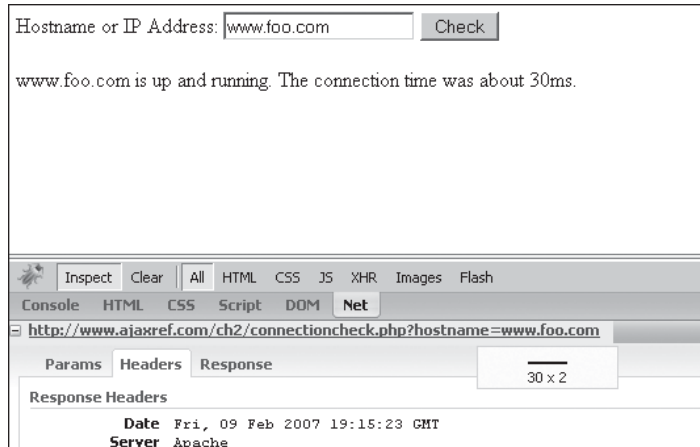 Hostname or IP Address: www.foo.com Check
www.foo.com is up and running. The connection time was about 30ms.
Inspect Clear All HTML CSS JS XHR Images Flash
Console HTML CSS Script DOM Net
http://www.ajaxref.com/ch2/connectioncheck.php?hostname=www.foo.com
Params Headers Response
30 x 2
Response Headers
Date Fri, 09 Feb 2007 19:15:23 GMT
Server Apache